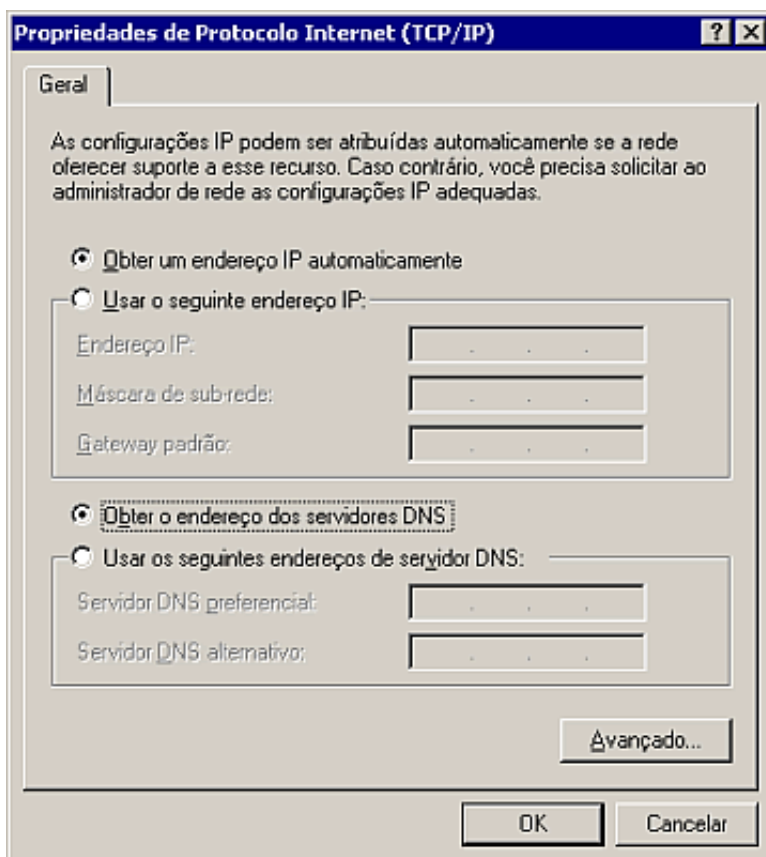 Propriedades de Protocolo Internet (TCP/IP)
Geral
As configurações IP podem ser atribuídas automaticamente se a rede
oferecer suporte a esse recurso. Caso contrário, você precisa solicitar ao
administrador de rede as configurações IP adequadas.
Obter um endereço IP automaticamente
Usar o seguinte endereço IP:
Endereço IP:
Máscara de sub-rede:
Gateway padrão:
Obter o endereço dos servidores DNS
Usar os seguintes endereços de servidor DNS:
Servidor DNS preferencial:
Servidor DNS alternativo:
Avançado...
OK
Cancelar